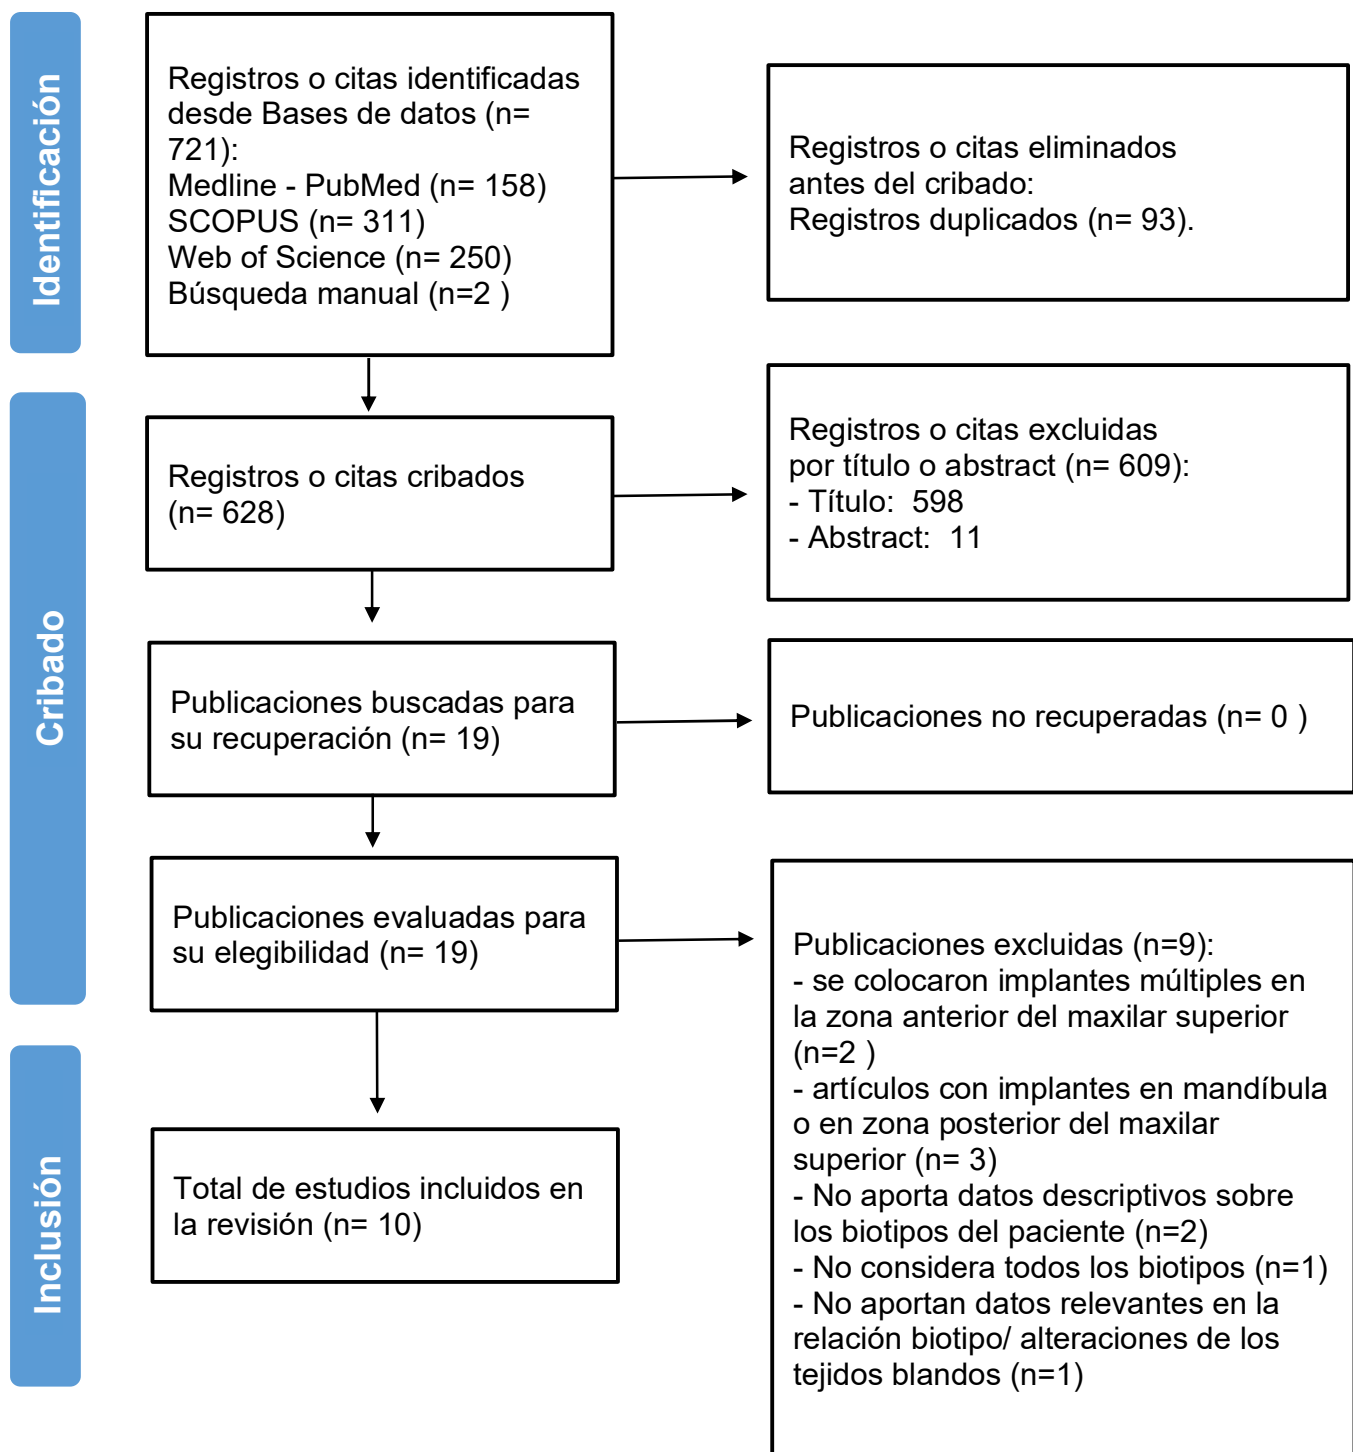 Identificación
Registros o citas identificadas
desde Bases de datos (n=
721):
Medline - PubMed (n= 158)
SCOPUS (n= 311)
Web of Science (n= 250)
Búsqueda manual (n=2 )
Registros o citas eliminados
antes del cribado:
Registros duplicados (n= 93).
Cribado
Registros o citas cribados
(n= 628)
Registros o citas excluidas
por título o abstract (n= 609):
- Título:  598
- Abstract:  11
Publicaciones buscadas para
su recuperación (n= 19)
Publicaciones no recuperadas (n= 0 )
Publicaciones evaluadas para
su elegibilidad (n= 19)
Publicaciones excluidas (n=9):
- se colocaron implantes múltiples en
la zona anterior del maxilar superior
(n=2 )
- artículos con implantes en mandíbula
o en zona posterior del maxilar
superior (n= 3)
- No aporta datos descriptivos sobre
los biotipos del paciente (n=2)
- No considera todos los biotipos (n=1)
- No aportan datos relevantes en la
relación biotipo/ alteraciones de los
tejidos blandos (n=1)
Inclusión
Total de estudios incluidos en
la revisión (n= 10)